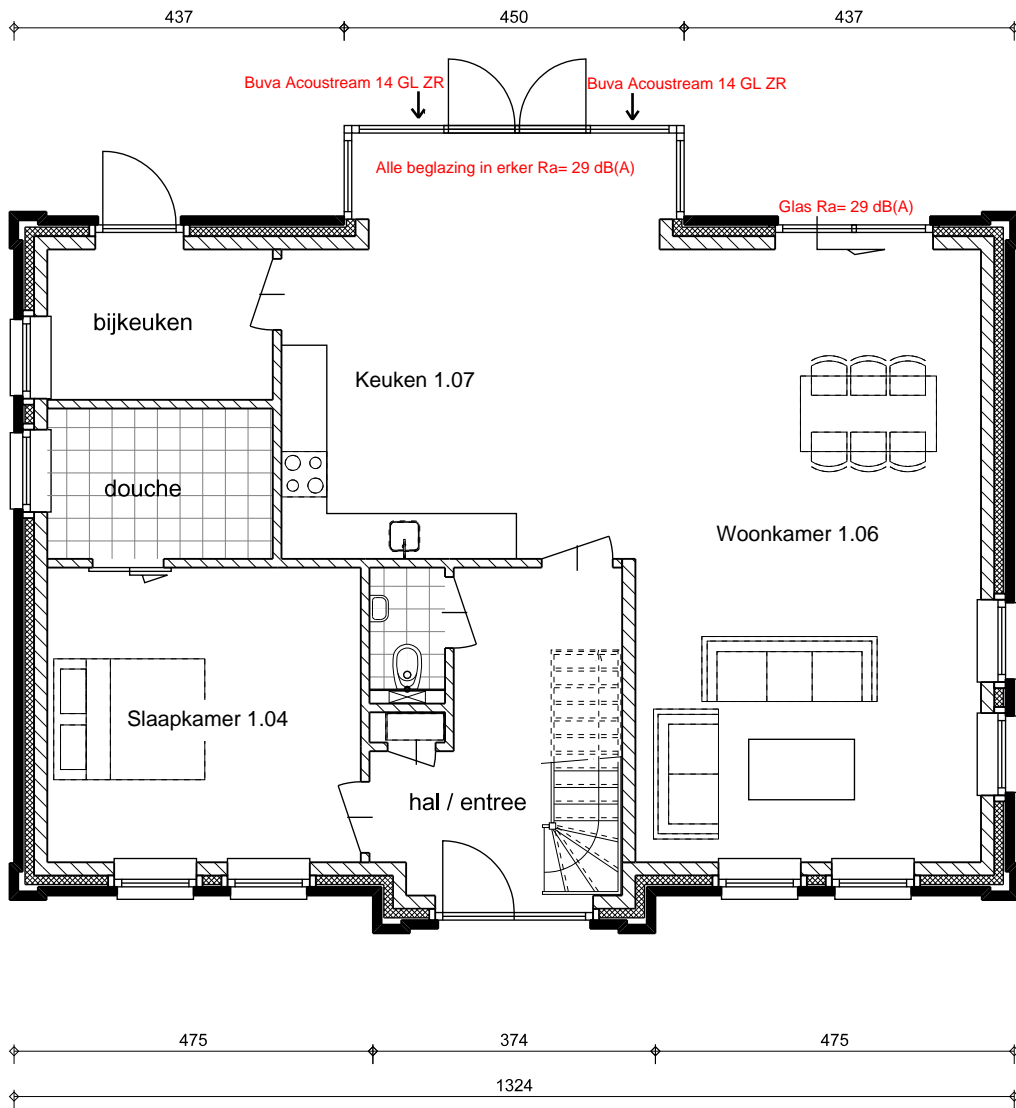 437 450 437
Buva Acoustream 14 GL ZR
Buva Acoustream 14 GL ZR
Alle beglazing in erker Ra= 29 dB(A)
Glas Ra= 29 dB(A)
bijkeuken
Keuken 1.07
douche
Woonkamer 1.06
Slaapkamer 1.04
hal / entree
475 374 475
1324